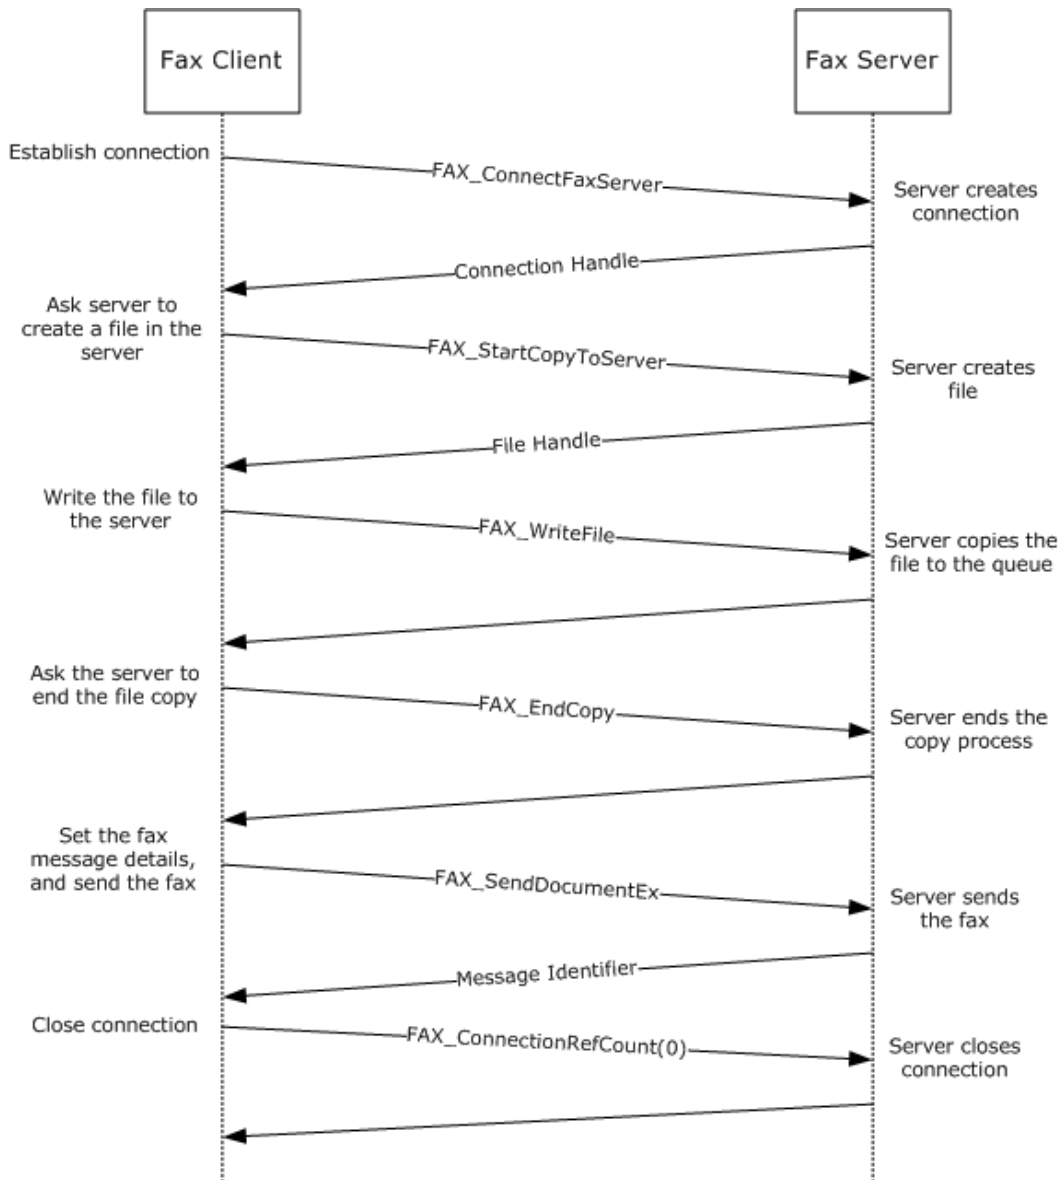 Fax Client
Fax Server
Establish connection
FAX_ConnectFaxServer
Server creates
connection
Connection Handle
Ask server to
create a file in the
server
FAX_StartCopyToServer
Server creates
file
File Handle
Write the file to
the server
FAX_WriteFile
Server copies the
file to the queue
Ask the server to
end the file copy
FAX_EndCopy
Server ends the
copy process
Set the fax
message details,
and send the fax
FAX_SendDocumentEx
Server sends
the fax
Message Identifier
Close connection
FAX_ConnectionRefCount(0)
Server closes
connection